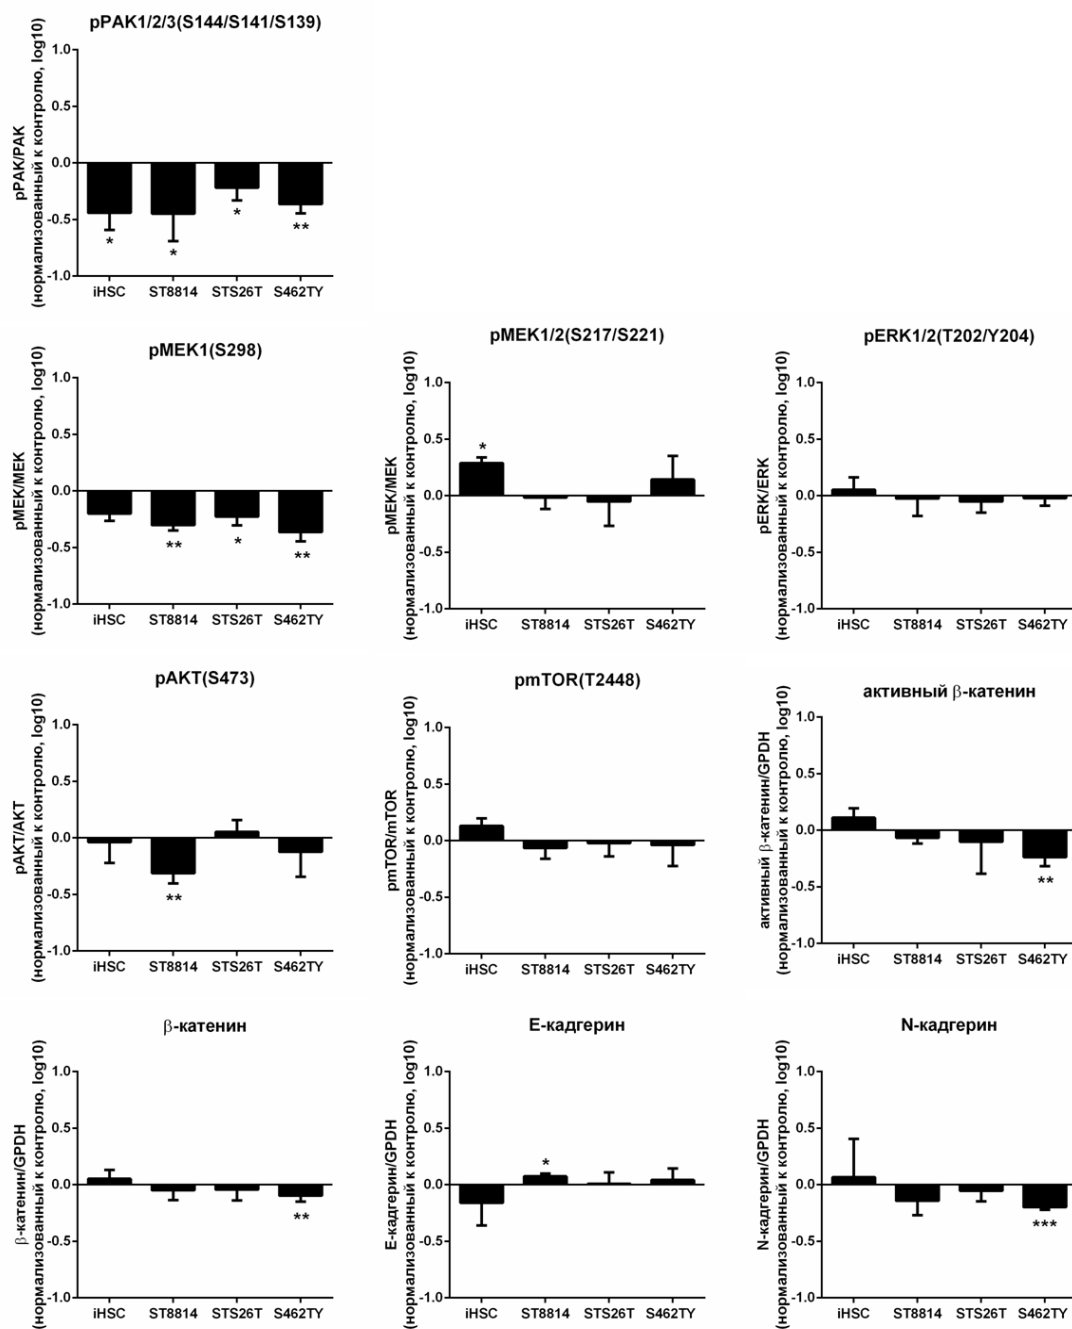 pPAK1/2/3(S144/S141/S139)
pPAK/PAK
(нормализованный к контролю, log10)
1.0
0.5
0.0
-0.5
-1.0
*
*
*
**
iHSC
ST8814
STS26T
S462TY
pMEK1(S298)
pMEK/MEK
(нормализованный к контролю, log10)
1.0
0.5
0.0
-0.5
-1.0
**
*
**
iHSC
ST8814
STS26T
S462TY
pMEK1/2(S217/S221)
pMEK/MEK
(нормализованный к контролю, log10)
1.0
0.5
0.0
-0.5
-1.0
*
iHSC
ST8814
STS26T
S462TY
pERK1/2(T202/Y204)
pERK/ERK
(нормализованный к контролю, log10)
1.0
0.5
0.0
-0.5
-1.0
iHSC
ST8814
STS26T
S462TY
pAKT(S473)
pAKT/AKT
(нормализованный к контролю, log10)
1.0
0.5
0.0
-0.5
-1.0
**
iHSC
ST8814
STS26T
S462TY
pmTOR(T2448)
pmTOR/mTOR
(нормализованный к контролю, log10)
1.0
0.5
0.0
-0.5
-1.0
iHSC
ST8814
STS26T
S462TY
активный β-катенин
активный β-катенин/GPDH
(нормализованный к контролю, log10)
1.0
0.5
0.0
-0.5
-1.0
**
iHSC
ST8814
STS26T
S462TY
β-катенин
β-катенин/GPDH
(нормализованный к контролю, log10)
1.0
0.5
0.0
-0.5
-1.0
**
iHSC
ST8814
STS26T
S462TY
E-кадгерин
E-кадгерин/GPDH
(нормализованный к контролю, log10)
1.0
0.5
0.0
-0.5
-1.0
*
iHSC
ST8814
STS26T
S462TY
N-кадгерин
N-кадгерин/GPDH
(нормализованный к контролю, log10)
1.0
0.5
0.0
-0.5
-1.0
***
iHSC
ST8814
STS26T
S462TY